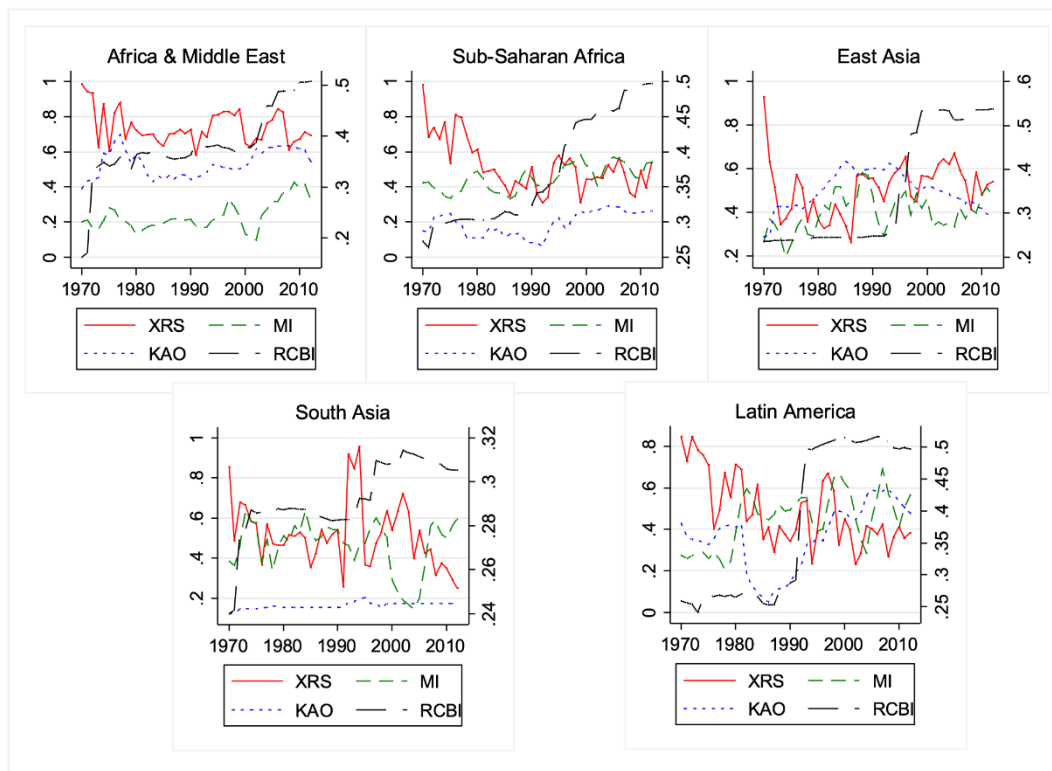 Africa & Middle East
1
.8
.6
.4
.2
0
.5
.4
.3
.2
1970 1980 1990 2000 2010
XRS MI
KAO RCBI
Sub-Saharan Africa
1
.8
.6
.4
.2
0
.5
.45
.4
.35
.3
.25
1970 1980 1990 2000 2010
XRS MI
KAO RCBI
East Asia
1
.8
.6
.4
.2
.6
.5
.4
.3
.2
1970 1980 1990 2000 2010
XRS MI
KAO RCBI
South Asia
1
.8
.6
.4
.2
.32
.3
.28
.26
.24
1970 1980 1990 2000 2010
XRS MI
KAO RCBI
Latin America
.8
.6
.4
.2
0
.5
.45
.4
.35
.3
.25
1970 1980 1990 2000 2010
XRS MI
KAO RCBI